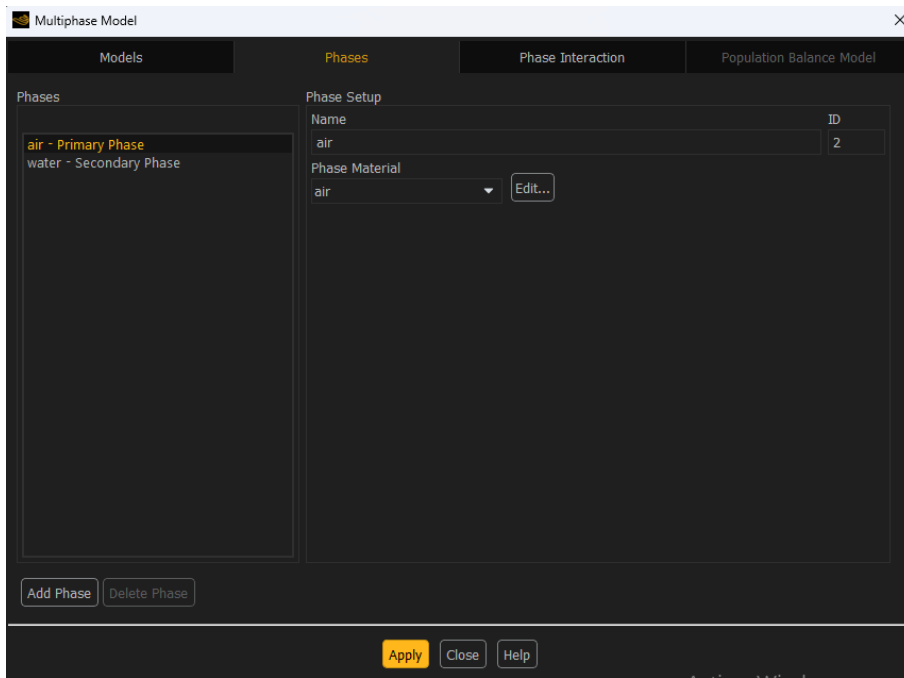 Multiphase Model
Models Phases Phase Interaction Population Balance Model
Phases
air - Primary Phase
water - Secondary Phase
Phase Setup
Name ID
air 2
Phase Material
air Edit...
Add Phase Delete Phase
Apply Close Help